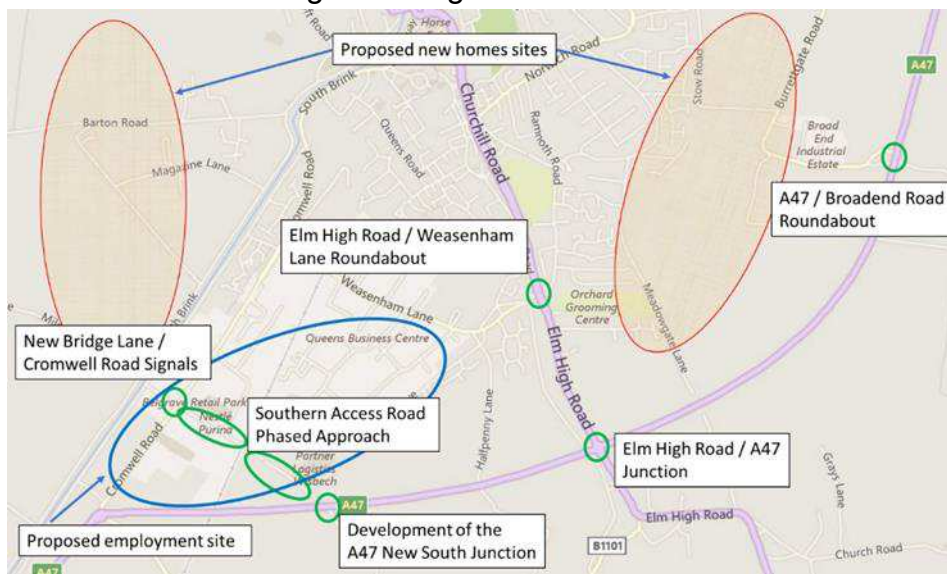 Horse
Norwich Road
Proposed new homes sites
Stow Road
Burrettgate Road
A47
South Brink
Churchill Road
Barton Road
Queens Road
Ramnoth Road
Broad
End
Industrial
Estate
Magazine Lane
Cromwell Road
A47 / Broadend Road
Roundabout
Elm High Road / Weasenham
Lane Roundabout
Weasenham Lane
Orchard
Grooming
Centre
Meadowgate Lane
Brink
New Bridge Lane /
Cromwell Road Signals
Queens Business Centre
Elm High Road
Halfpenny Lane
Belgrave Retail Park
Nestlé
Purina
Southern Access Road
Phased Approach
Cromwell Road
Partner
Logistics
Wisbech
Elm High Road / A47
Junction
Grays Lane
A47
Proposed employment site
Development of the
A47 New South Junction
Elm High Road
B1101
Church Road
A47